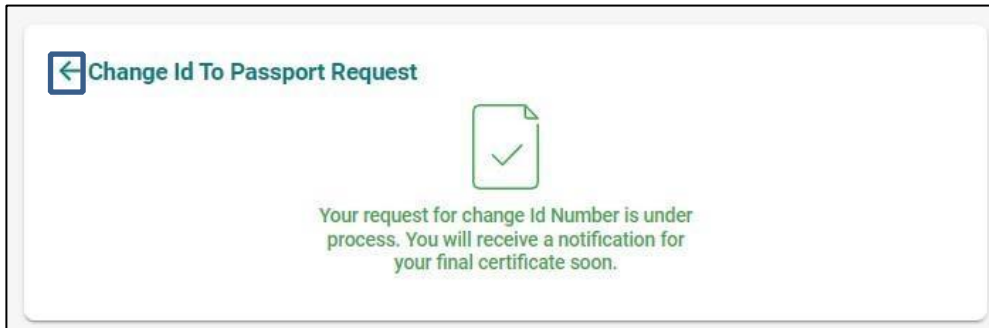 Change Id To Passport Request
Your request for change Id Number is under
process. You will receive a notification for
your final certificate soon.